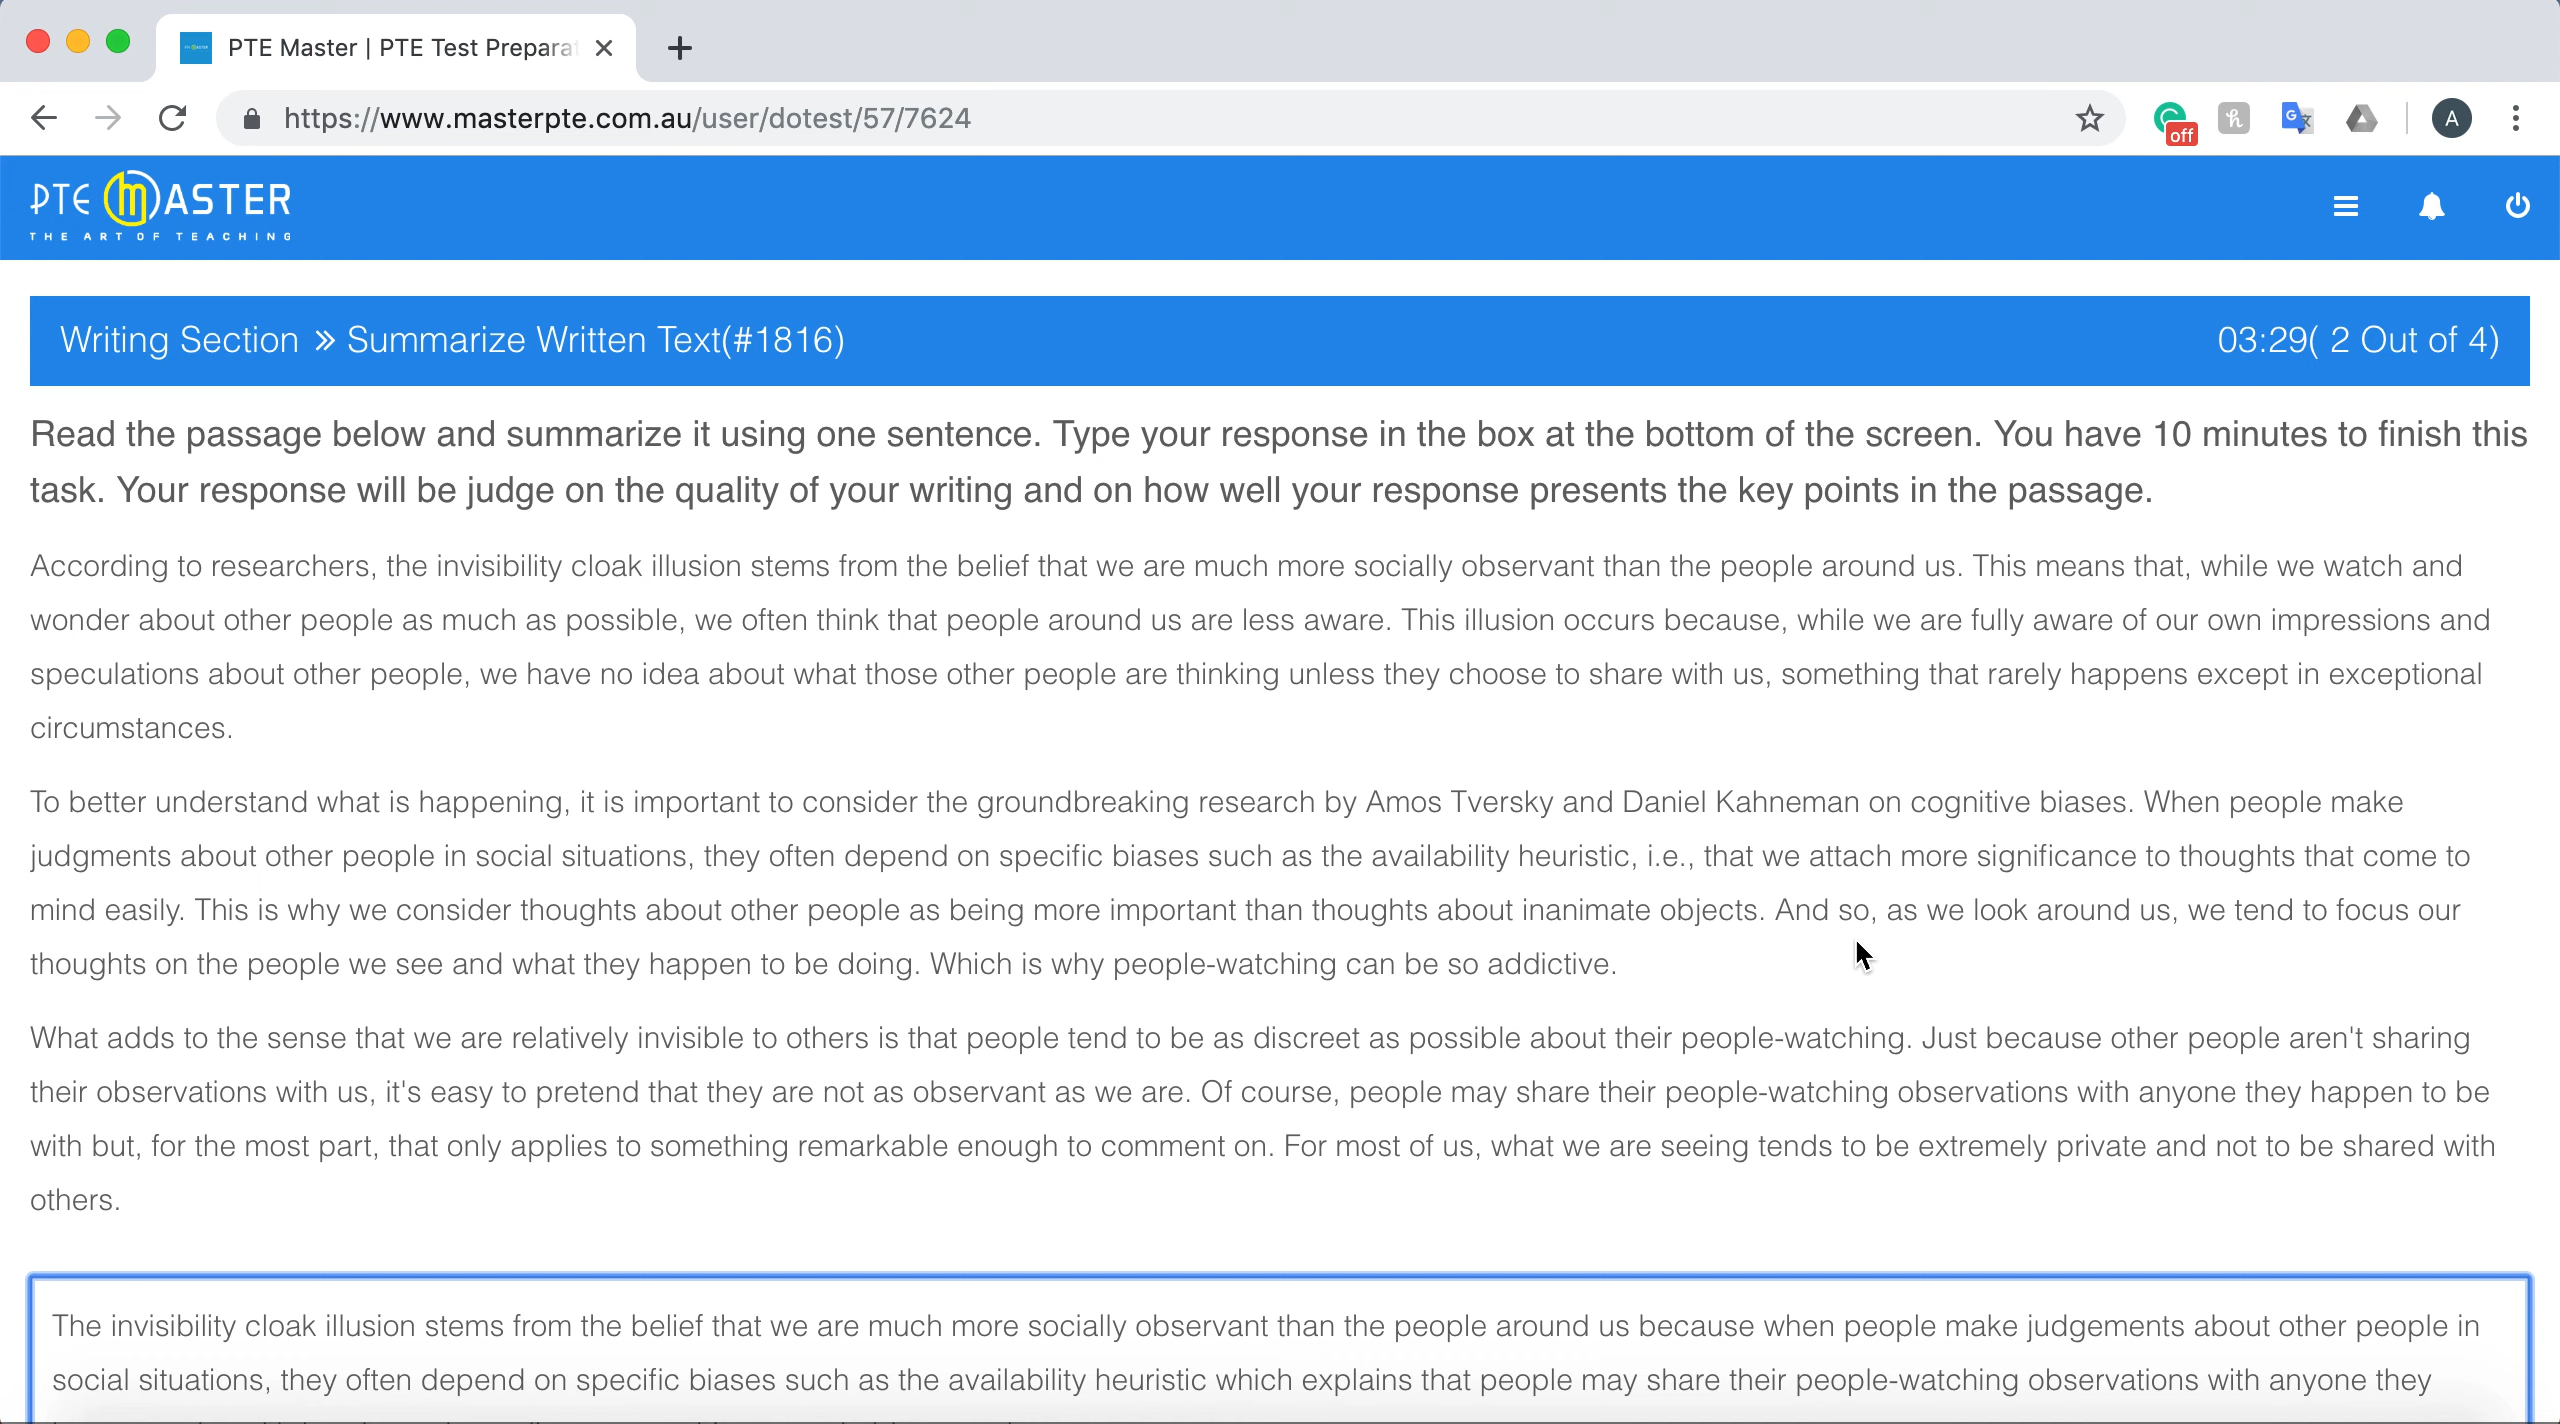 PTE Master | PTE Test Prepara
https://www.masterpte.com.au/user/dotest/57/7624
off
A
PTE MASTER
THE ART OF TEACHING
Writing Section » Summarize Written Text(#1816)
03:29( 2 Out of 4)
Read the passage below and summarize it using one sentence. Type your response in the box at the bottom of the screen. You have 10 minutes to finish this
task. Your response will be judge on the quality of your writing and on how well your response presents the key points in the passage.
According to researchers, the invisibility cloak illusion stems from the belief that we are much more socially observant than the people around us. This means that, while we watch and
wonder about other people as much as possible, we often think that people around us are less aware. This illusion occurs because, while we are fully aware of our own impressions and
speculations about other people, we have no idea about what those other people are thinking unless they choose to share with us, something that rarely happens except in exceptional
circumstances.
To better understand what is happening, it is important to consider the groundbreaking research by Amos Tversky and Daniel Kahneman on cognitive biases. When people make
judgments about other people in social situations, they often depend on specific biases such as the availability heuristic, i.e., that we attach more significance to thoughts that come to
mind easily. This is why we consider thoughts about other people as being more important than thoughts about inanimate objects. And so, as we look around us, we tend to focus our
thoughts on the people we see and what they happen to be doing. Which is why people-watching can be so addictive.
What adds to the sense that we are relatively invisible to others is that people tend to be as discreet as possible about their people-watching. Just because other people aren't sharing
their observations with us, it's easy to pretend that they are not as observant as we are. Of course, people may share their people-watching observations with anyone they happen to be
with but, for the most part, that only applies to something remarkable enough to comment on. For most of us, what we are seeing tends to be extremely private and not to be shared with
others.
The invisibility cloak illusion stems from the belief that we are much more socially observant than the people around us because when people make judgements about other people in
social situations, they often depend on specific biases such as the availability heuristic which explains that people may share their people-watching observations with anyone they